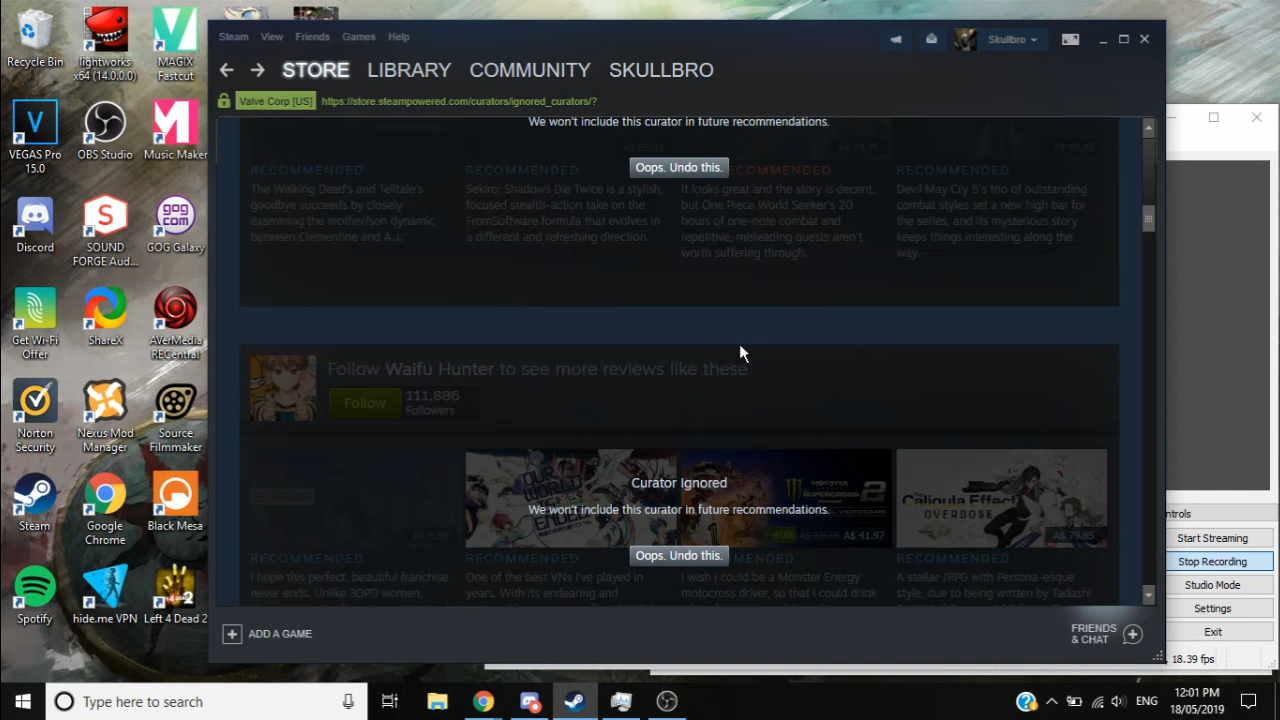 Recycle Bin
lightworks
x64 (14.0.0.0)
MAGIX
Fastcut
VEGAS Pro
15.0
OBS Studio
Music Maker
Discord
SOUND
FORGE Aud...
GOG Galaxy
Get Wi-Fi
Offer
ShareX
AVerMedia
RECentral
Norton
Security
Nexus Mod
Manager
Source
Filmmaker
Steam
Google
Chrome
Black Mesa
Spotify
hide.me VPN
Left 4 Dead 2
Steam View Friends Games Help
Skullbro
STORE LIBRARY COMMUNITY SKULLBRO
Valve Corp [US] https://store.steampowered.com/curators/ignored_curators/?
We won't include this curator in future recommendations.
Oops. Undo this.
RECOMMENDED
The Walking Dead's and Telltale's
goodbye succeeds by closely
examining the mother/son dynamic
between Clementine and A.J.
RECOMMENDED
Sekiro: Shadows Die Twice is a stylish,
focused stealth-action take on the
FromSoftware formula that evolves in
a different and refreshing direction.
COMMENDED
It looks great and the story is decent,
but One Piece World Seeker's 20
hours of one-note combat and
repetitive, misleading quests aren't
worth suffering through.
RECOMMENDED
Devil May Cry 5's trio of outstanding
combat styles set a new high bar for
the series, and its mysterious story
keeps things interesting along the
way.
Follow Waifu Hunter to see more reviews like these
Follow
111,886
Followers
Curator Ignored
We won't include this curator in future recommendations.
Oops. Undo this.
MONSTER
SUPERCROSS 2
-40% A$ 69.95 A$ 41.97
Caligula Effect
OVERDOSE
A$ 79.95
RECOMMENDED
I hope this perfect, beautiful franchise
never ends. Unlike 3DPD women,
RECOMMENDED
One of the best VNs I've played in
years. With its endearing and
MENDED
I wish I could be a Monster Energy
motocross driver, so that I could drink
RECOMMENDED
A stellar JRPG with Persona-esque
style, due to being written by Tadashi
ADD A GAME
FRIENDS
& CHAT
ntrols
Start Streaming
Stop Recording
Studio Mode
Settings
Exit
18.39 fps
Type here to search
ENG
12:01 PM
18/05/2019